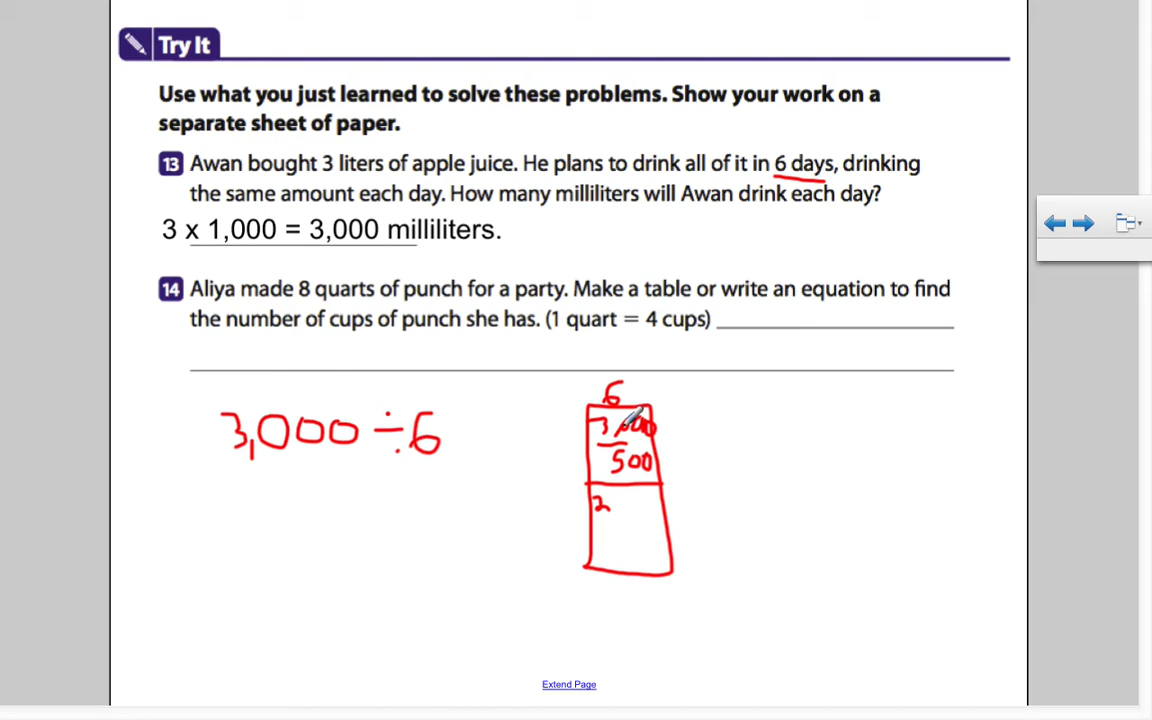 Try It
Use what you just learned to solve these problems. Show your work on a
separate sheet of paper.
13 Awan bought 3 liters of apple juice. He plans to drink all of it in 6 days, drinking
the same amount each day. How many milliliters will Awan drink each day?
3 x 1,000 = 3,000 milliliters.
14 Aliya made 8 quarts of punch for a party. Make a table or write an equation to find
the number of cups of punch she has. (1 quart = 4 cups)
3,000 ÷ 6
6
3,000
500
2
Extend Page